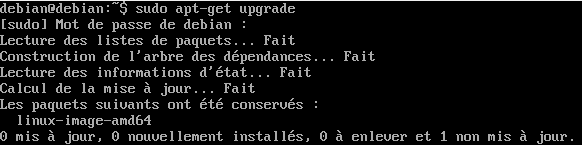 debian@debian:~$ sudo apt-get upgrade
[sudo] Mot de passe de debian :
Lecture des listes de paquets... Fait
Construction de l'arbre des dépendances... Fait
Lecture des informations d'état... Fait
Calcul de la mise à jour... Fait
Les paquets suivants ont été conservés :
  linux-image-amd64
0 mis à jour, 0 nouvellement installés, 0 à enlever et 1 non mis à jour.